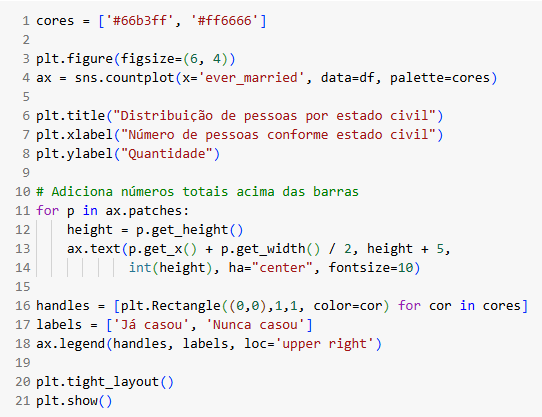 1 cores = ['#66b3ff', '#ff6666']
2
3 plt.figure(figsize=(6, 4))
4 ax = sns.countplot(x='ever_married', data=df, palette=cores)
5
6 plt.title("Distribuição de pessoas por estado civil")
7 plt.xlabel("Número de pessoas conforme estado civil")
8 plt.ylabel("Quantidade")
9
10 # Adiciona números totais acima das barras
11 for p in ax.patches:
12     height = p.get_height()
13     ax.text(p.get_x() + p.get_width() / 2, height + 5,
14             int(height), ha="center", fontsize=10)
15
16 handles = [plt.Rectangle((0,0),1,1, color=cor) for cor in cores]
17 labels = ['Já casou', 'Nunca casou']
18 ax.legend(handles, labels, loc='upper right')
19
20 plt.tight_layout()
21 plt.show()